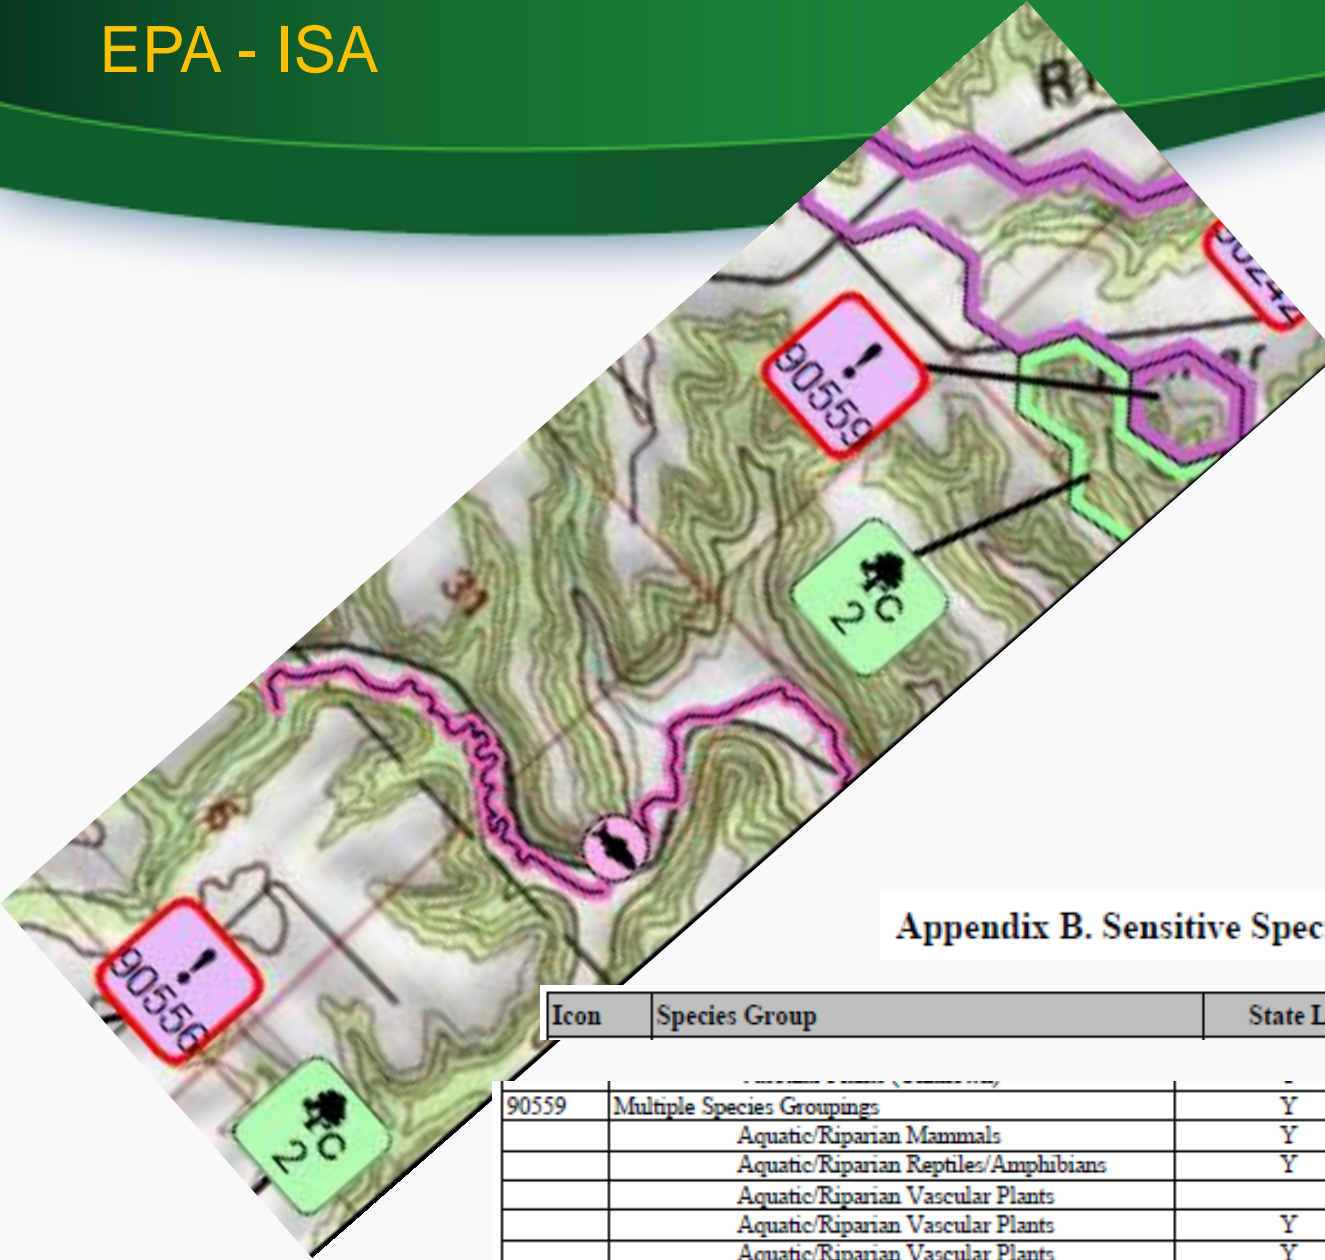 EPA - ISA
90559
2 C
31
2 C
6
90556
Appendix B. Sensitive Spec
Icon Species Group State L
90559 Multiple Species Groupings Y
Aquatic/Riparian Mammals Y
Aquatic/Riparian Reptiles/Amphibians Y
Aquatic/Riparian Vascular Plants
Aquatic/Riparian Vascular Plants Y
Aquatic/Riparian Vascular Plants Y